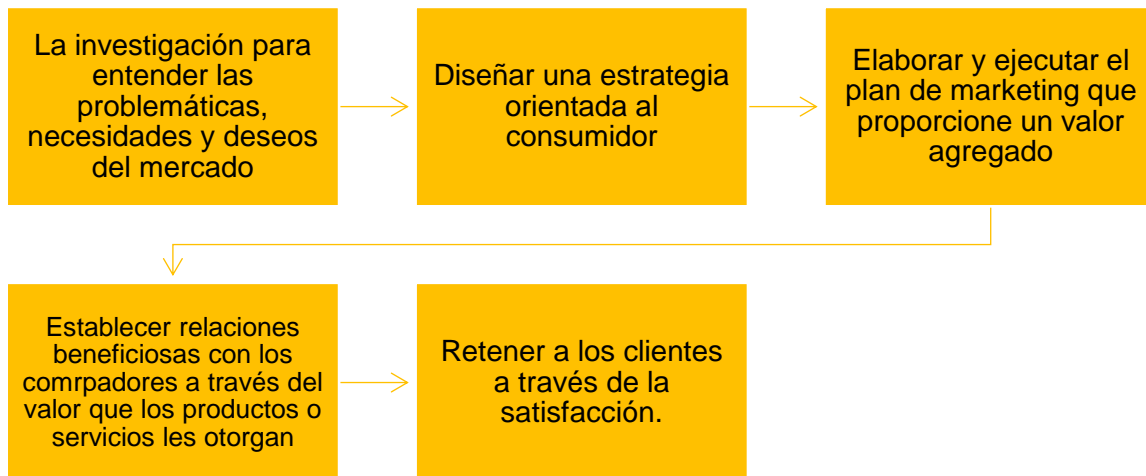 La investigación para
entender las
problemáticas,
necesidades y deseos
del mercado
Diseñar una estrategia
orientada al
consumidor
Elaborar y ejecutar el
plan de marketing que
proporcione un valor
agregado
Establecer relaciones
beneficiosas con los
comrpadores a través del
valor que los productos o
servicios les otorgan
Retener a los clientes
a través de la
satisfacción.